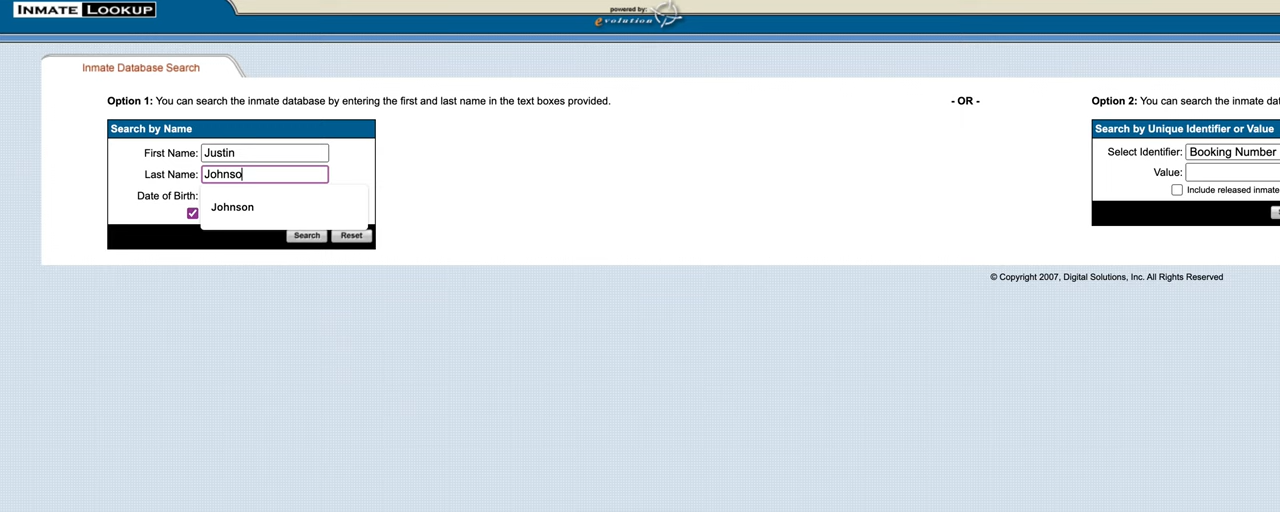 INMATE LOOKUP
powered by:
evolution
Inmate Database Search
Option 1: You can search the inmate database by entering the first and last name in the text boxes provided.
- OR -
Option 2: You can search the inmate dat
Search by Name
First Name: Justin
Last Name: Johnso
Date of Birth:
Johnson
Search Reset
Search by Unique Identifier or Value
Select Identifier: Booking Number
Value:
Include released inmate
S
© Copyright 2007, Digital Solutions, Inc. All Rights Reserved